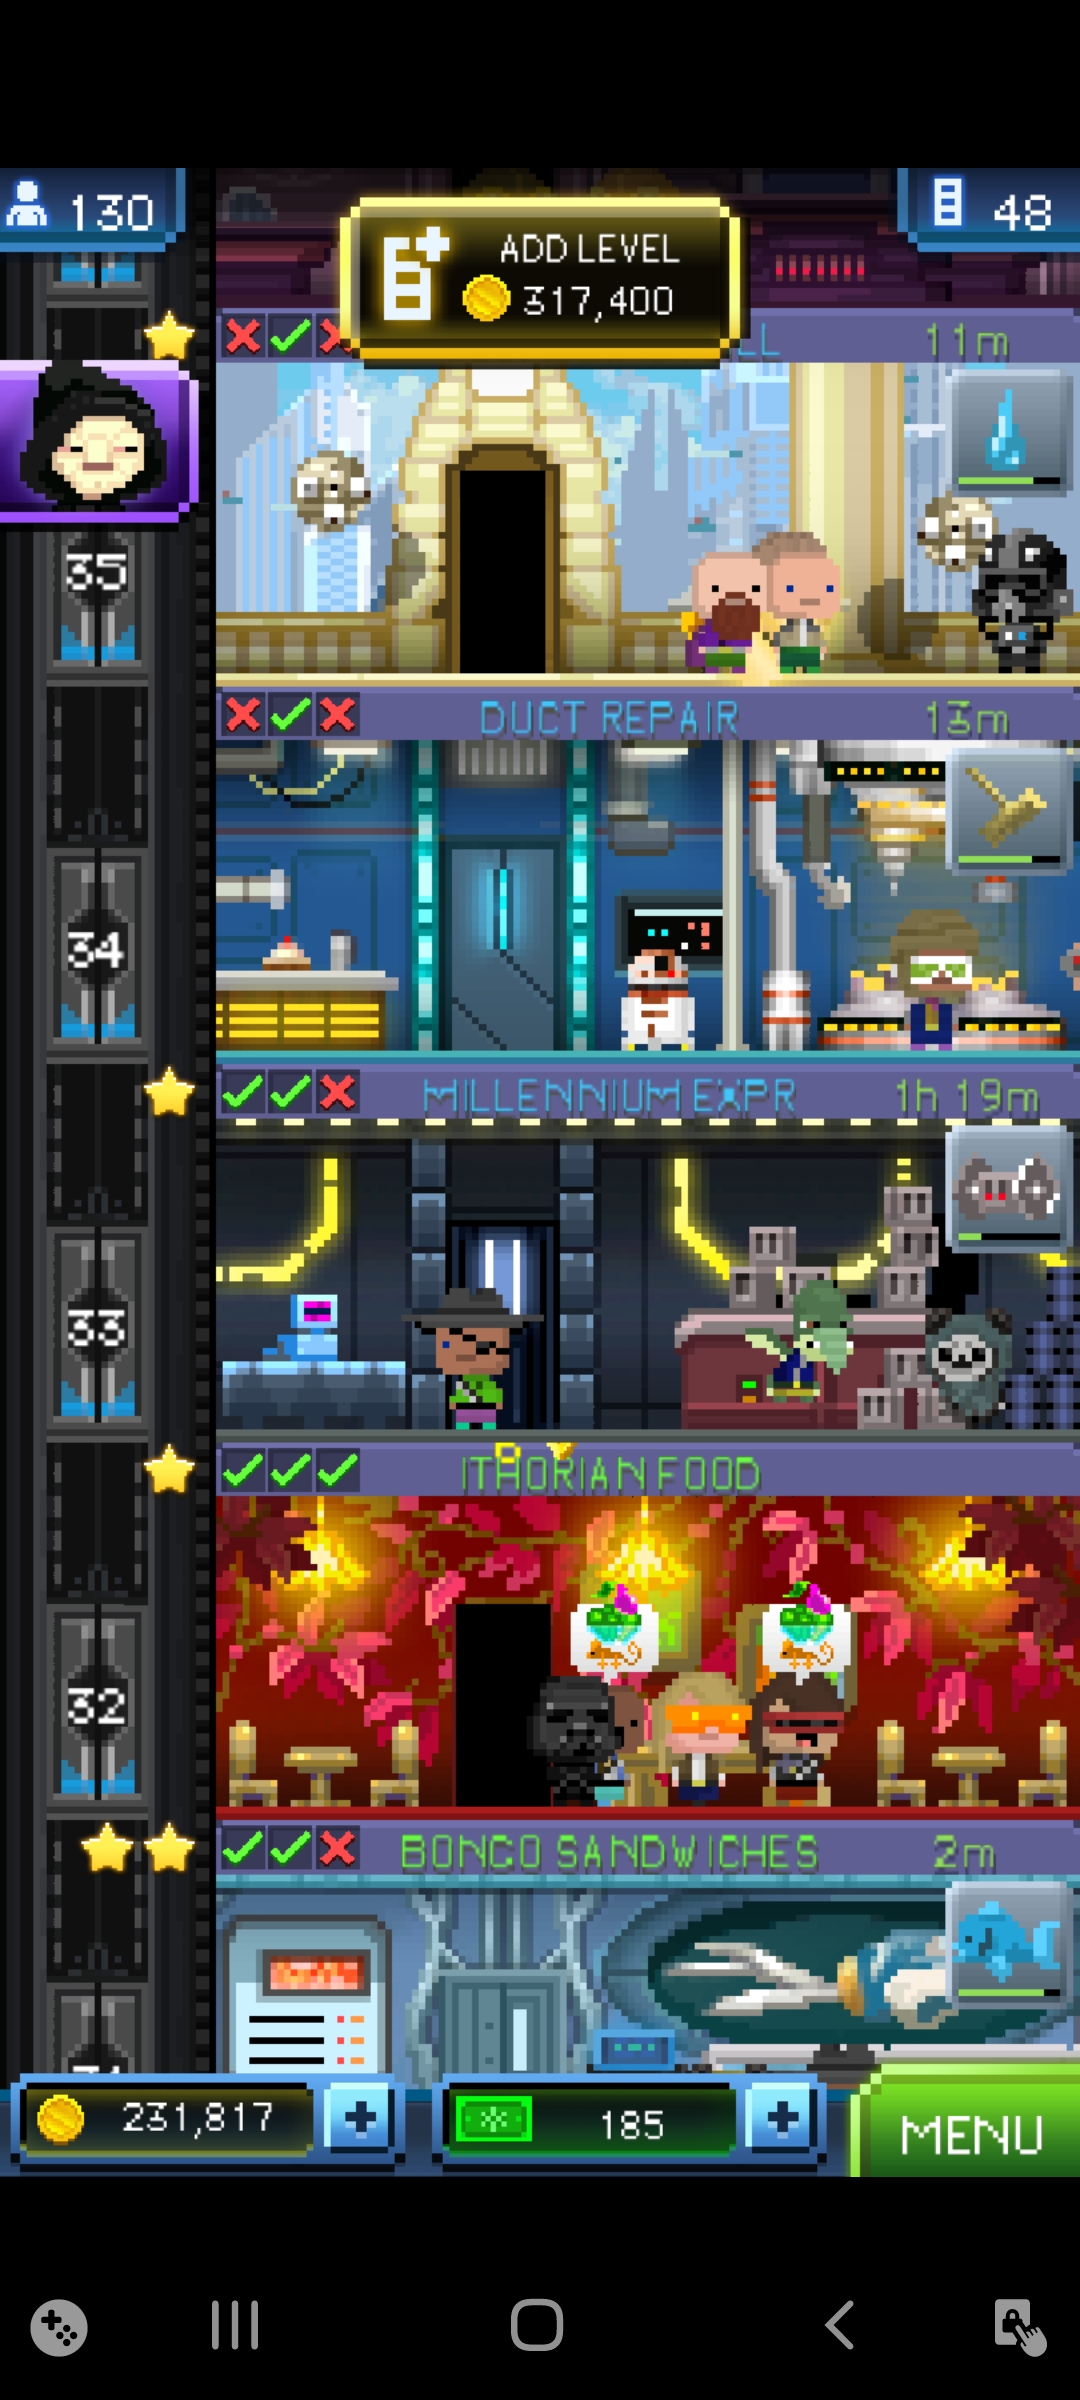 130
ADD LEVEL
317,400
48
LL
11m
35
DUCT REPAIR
13m
34
MILLENNIUM EXPR
1h 19m
33
ITHORIAN FOOD
32
BONGO SANDWICHES
2m
231,817
185
MENU